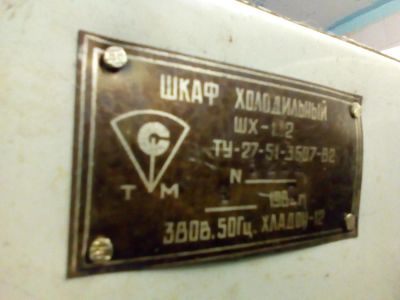 ШКАФ ХОЛОДИЛЬНЫЙ
ШХ-1.12
ТУ-27-51-3507-82
Т М
N
198 г.
380В. 50Гц. ХЛАДОН-12